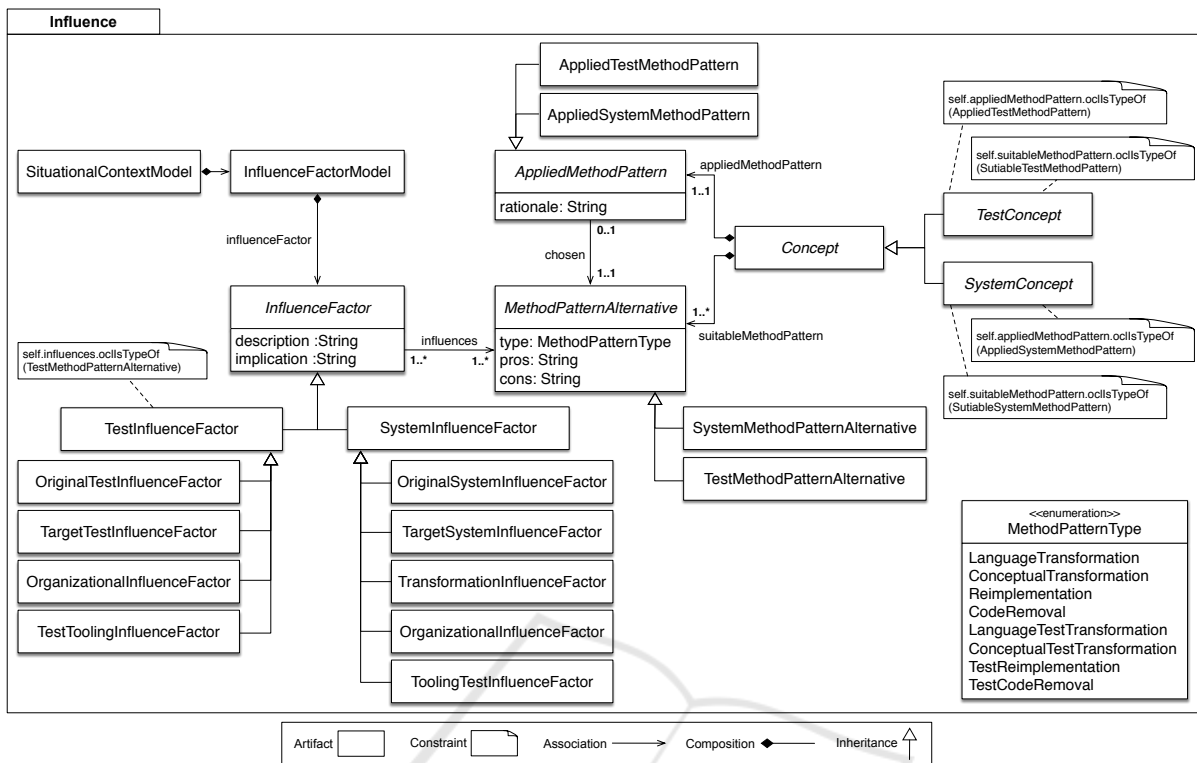 Influence
AppliedTestMethodPattern
AppliedSystemMethodPattern
self.appliedMethodPattern.oclIsTypeOf
(AppliedTestMethodPattern)
self.suitableMethodPattern.oclIsTypeOf
(SutiableTestMethodPattern)
SituationalContextModel
InfluenceFactorModel
AppliedMethodPattern
rationale: String
appliedMethodPattern
1..1
TestConcept
influenceFactor
0..1
chosen
1..1
Concept
SystemConcept
InfluenceFactor
description :String
implication :String
influences
1..*
1..*
MethodPatternAlternative
type: MethodPatternType
pros: String
cons: String
1..*
suitableMethodPattern
self.appliedMethodPattern.oclIsTypeOf
(AppliedSystemMethodPattern)
self.suitableMethodPattern.oclIsTypeOf
(SutiableSystemMethodPattern)
self.influences.oclIsTypeOf
(TestMethodPatternAlternative)
TestInfluenceFactor
SystemInfluenceFactor
SystemMethodPatternAlternative
TestMethodPatternAlternative
OriginalTestInfluenceFactor
TargetTestInfluenceFactor
OrganizationalInfluenceFactor
TestToolingInfluenceFactor
OriginalSystemInfluenceFactor
TargetSystemInfluenceFactor
TransformationInfluenceFactor
OrganizationalInfluenceFactor
ToolingTestInfluenceFactor
<<enumeration>>
MethodPatternType
LanguageTransformation
ConceptualTransformation
Reimplementation
CodeRemoval
LanguageTestTransformation
ConceptualTestTransformation
TestReimplementation
TestCodeRemoval
Artifact
Constraint
Association
Composition
Inheritance